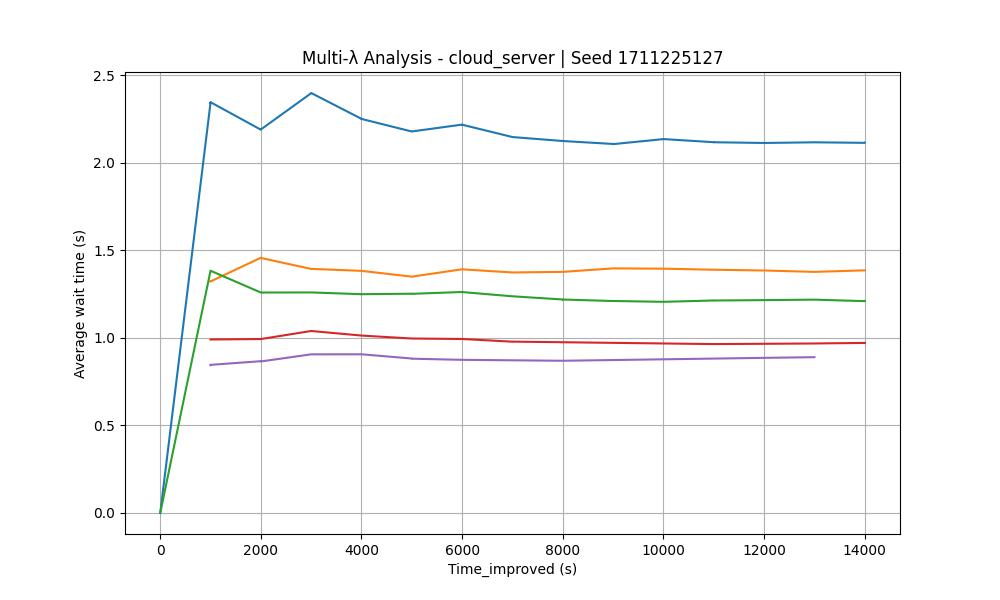 Multi-λ Analysis - cloud_server | Seed 1711225127
Average wait time (s)
2.5
2.0
1.5
1.0
0.5
0.0
0 2000 4000 6000 8000 10000 12000 14000
Time_improved (s)